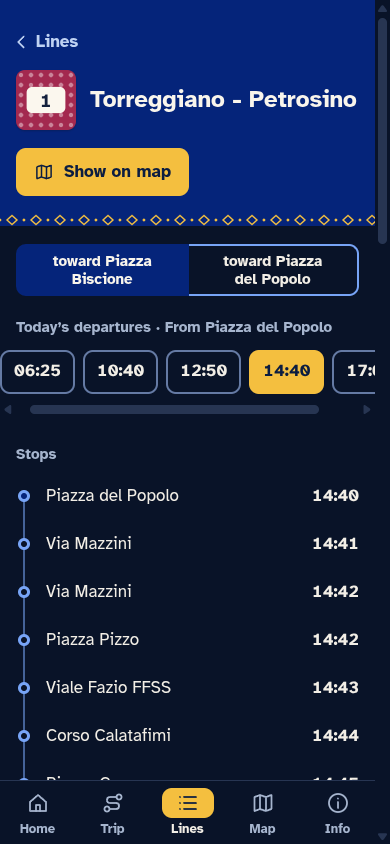 Lines
1
Torreggiano - Petrosino
Show on map
toward Piazza
Biscione
toward Piazza
del Popolo
Today's departures · From Piazza del Popolo
06:25 10:40 12:50 14:40
Stops
Piazza del Popolo 14:40
Via Mazzini 14:41
Via Mazzini 14:42
Piazza Pizzo 14:42
Viale Fazio FFSS 14:43
Corso Calatafimi 14:44
Home Trip Lines Map Info